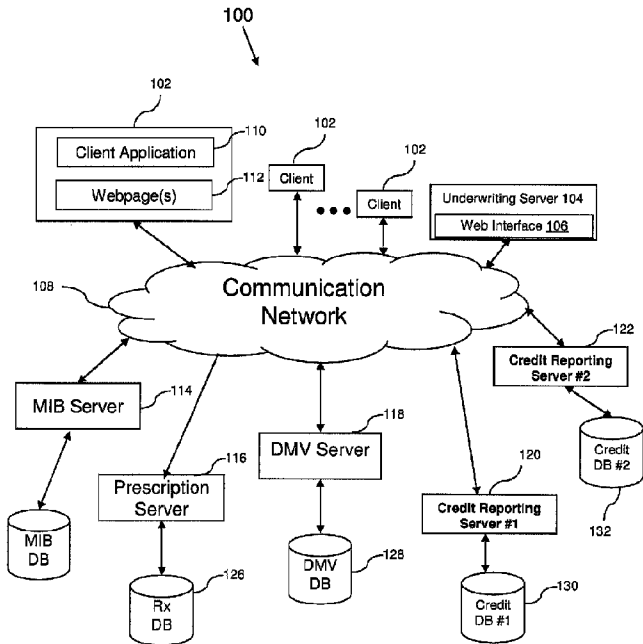 100
102
Client Application
110
Webpage(s)
112
102
Client
102
Client
Underwriting Server 104
Web Interface 106
108
Communication
Network
122
Credit Reporting
Server #2
MIB Server
114
118
DMV Server
116
Prescription
Server
120
Credit Reporting
Server #1
Credit
DB #2
132
MIB
DB
DMV
DB
128
Rx
DB
126
Credit
DB #1
130